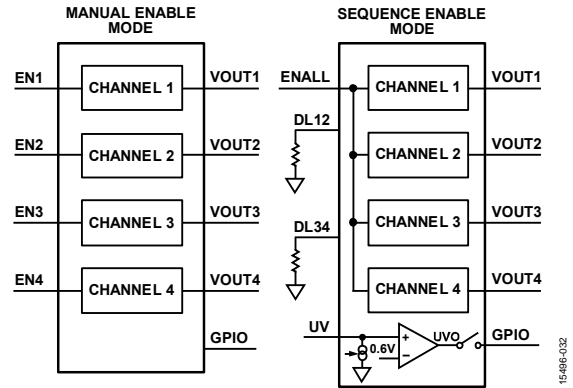 MANUAL ENABLE
MODE
EN1
CHANNEL 1
VOUT1
EN2
CHANNEL 2
VOUT2
EN3
CHANNEL 3
VOUT3
EN4
CHANNEL 4
VOUT4
GPIO
SEQUENCE ENABLE
MODE
ENALL
CHANNEL 1
VOUT1
DL12
CHANNEL 2
VOUT2
DL34
CHANNEL 3
VOUT3
CHANNEL 4
VOUT4
UV
0.6V
+
−
UVO
GPIO
15496-032